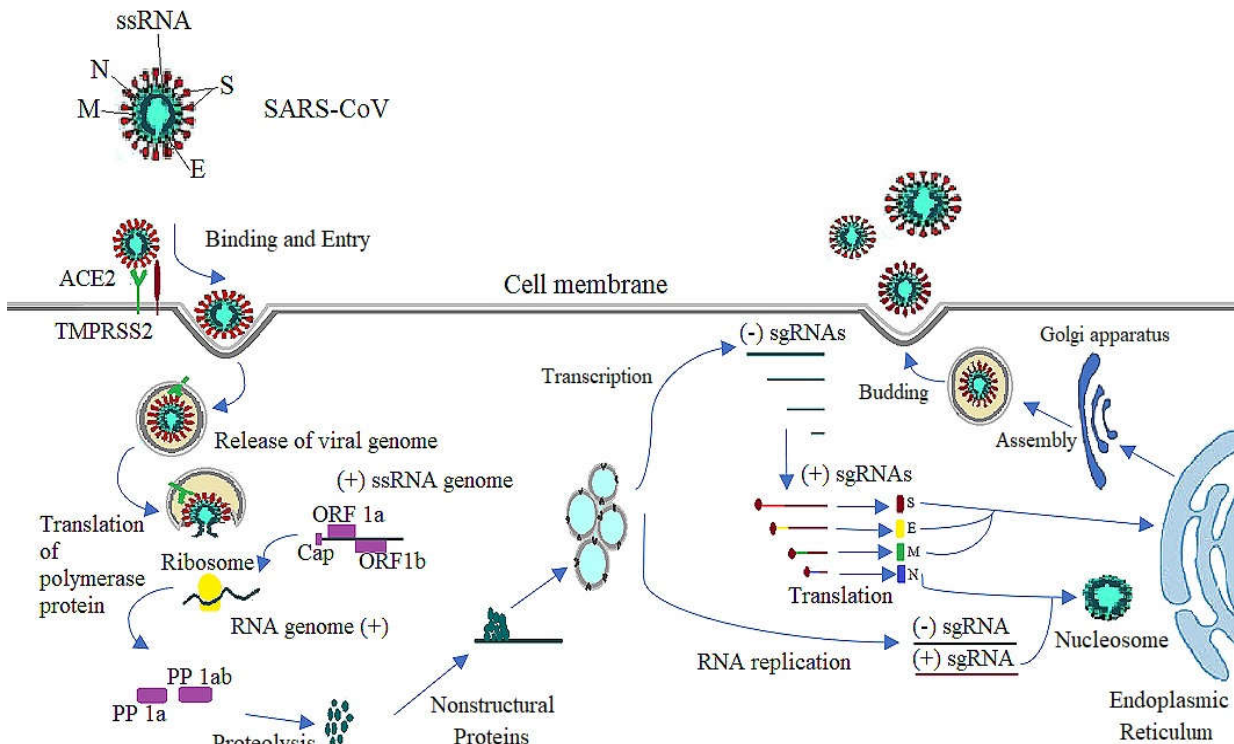 ssRNA
N
S
M
SARS-CoV
E
Binding and Entry
ACE2
TMPRSS2
Cell membrane
Release of viral genome
(+) ssRNA genome
ORF 1a
Cap
ORF1b
Translation
of
polymerase
protein
Ribosome
RNA genome (+)
PP 1ab
PP 1a
Proteolysis
Nonstructural
Proteins
Transcription
(-) sgRNAs
(+) sgRNAs
S
E
M
N
Translation
RNA replication
(-) sgRNA
(+) sgRNA
Nucleosome
Budding
Assembly
Golgi apparatus
Endoplasmic
Reticulum